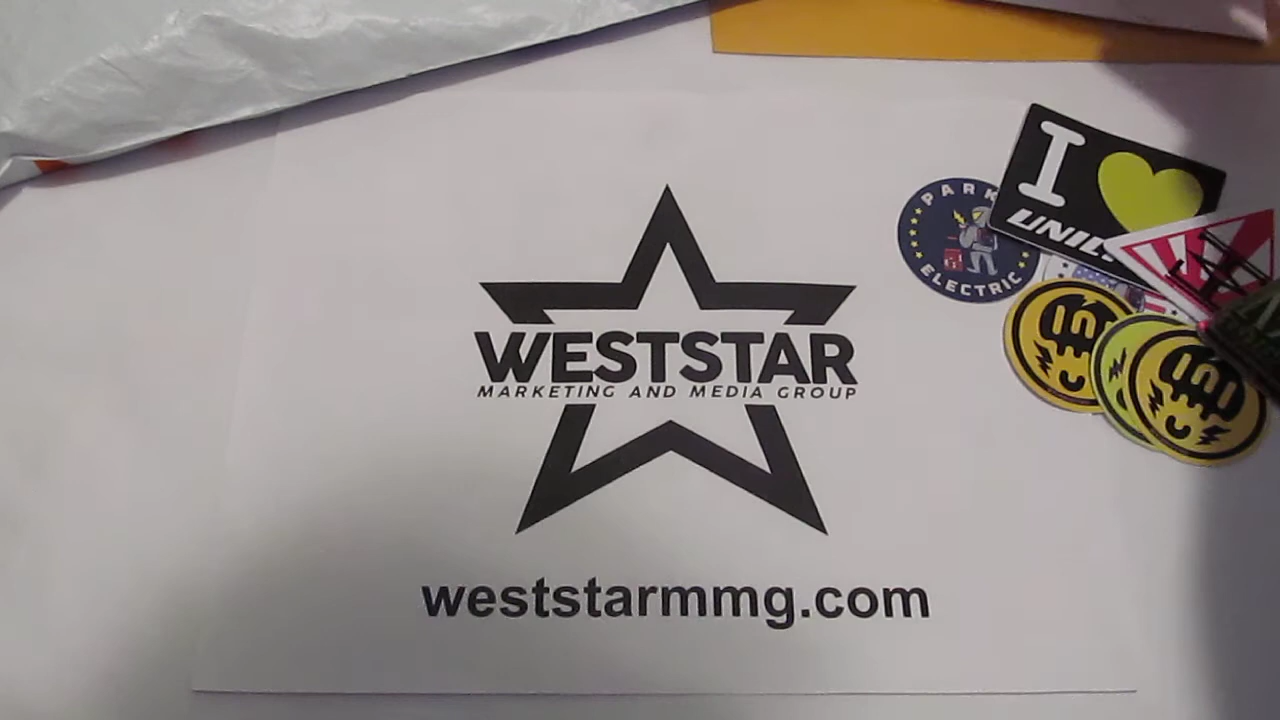 WESTSTAR
MARKETING AND MEDIA GROUP
weststarmmg.com
PARK
ELECTRIC
I